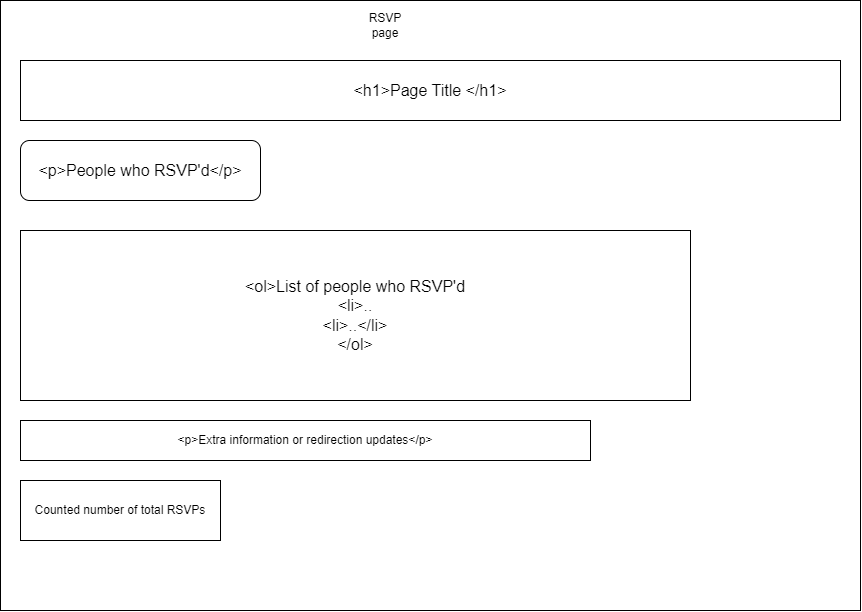 RSVP
page
<h1>Page Title </h1>
<p>People who RSVP'd</p>
<ol>List of people who RSVP'd
<li>..
<li>..</li>
</ol>
<p>Extra information or redirection updates</p>
Counted number of total RSVPs